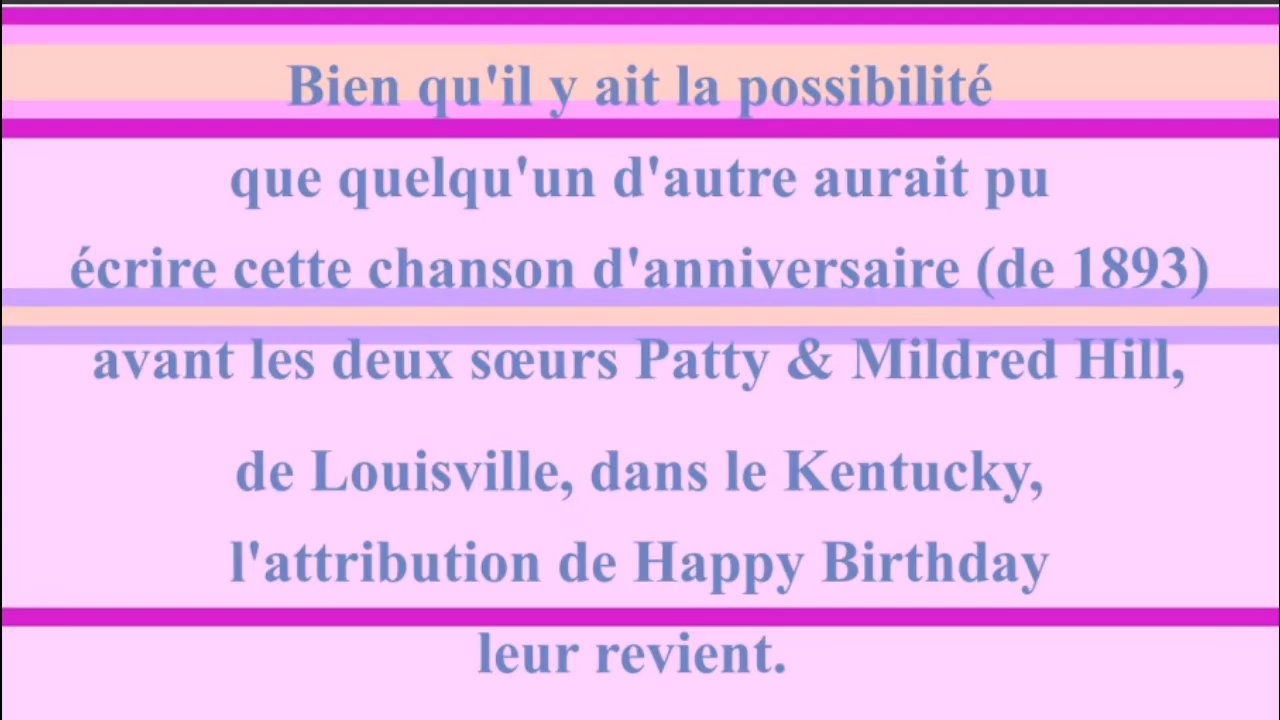 Bien qu'il y ait la possibilité
que quelqu'un d'autre aurait pu
écrire cette chanson d'anniversaire (de 1893)
avant les deux sœurs Patty & Mildred Hill,
de Louisville, dans le Kentucky,
l'attribution de Happy Birthday
leur revient.